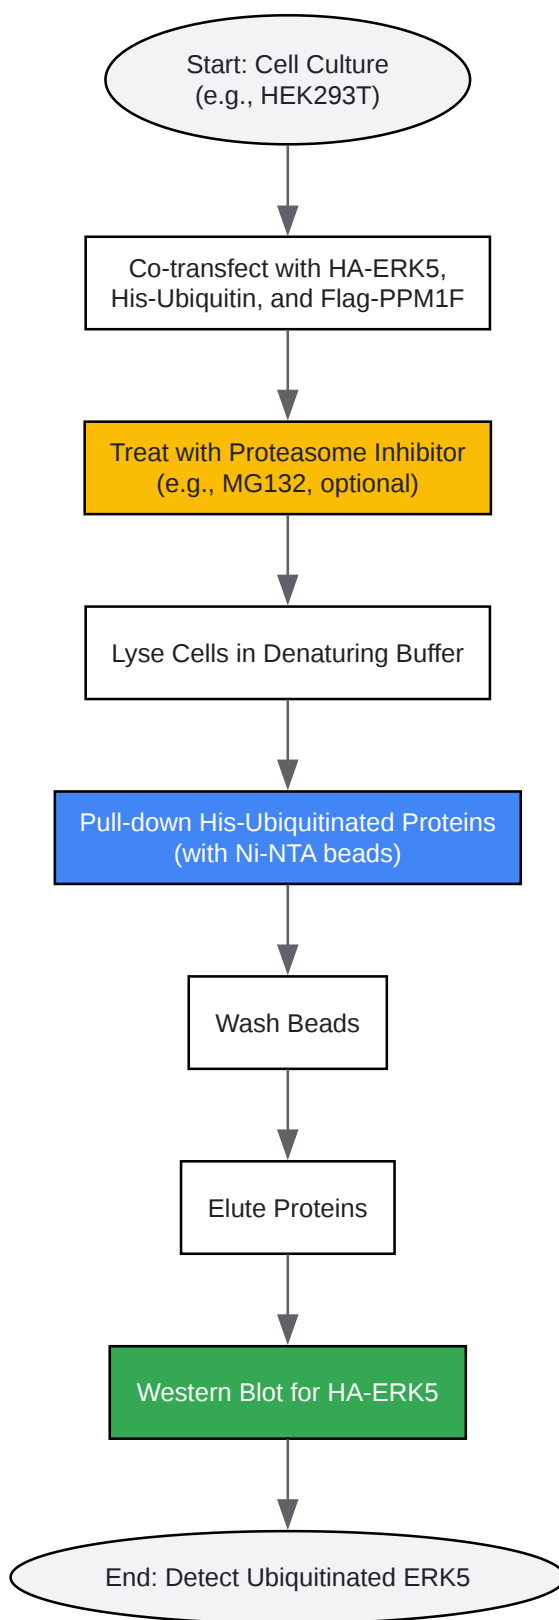 Start: Cell Culture
(e.g., HEK293T)
Co-transfect with HA-ERK5,
His-Ubiquitin, and Flag-PPM1F
Treat with Proteasome Inhibitor
(e.g., MG132, optional)
Lyse Cells in Denaturing Buffer
Pull-down His-Ubiquitinated Proteins
(with Ni-NTA beads)
Wash Beads
Elute Proteins
Western Blot for HA-ERK5
End: Detect Ubiquitinated ERK5